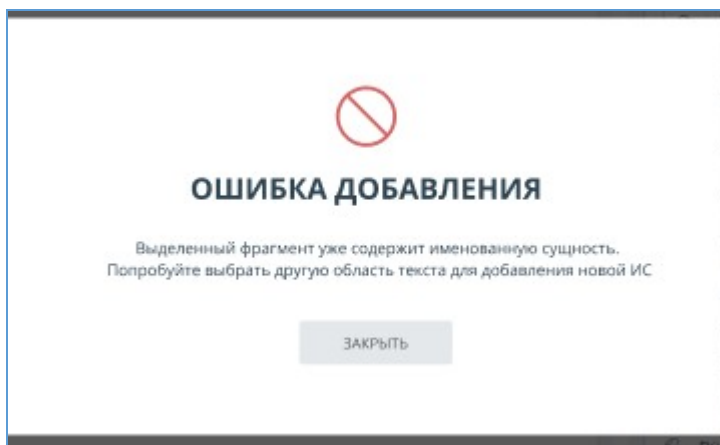 ОШИБКА ДОБАВЛЕНИЯ
Выделенный фрагмент уже содержит именованную сущность.
Попробуйте выбрать другую область текста для добавления новой ИС
ЗАКРЫТЬ